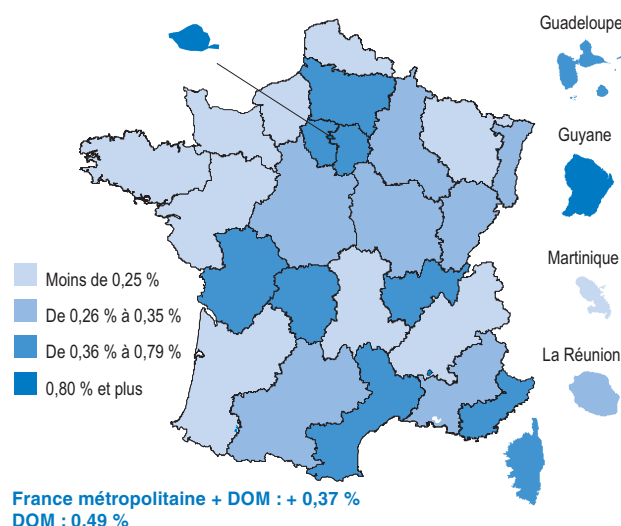 Guadeloupe
Guyane
Martinique
La Réunion
Moins de 0,25 %
De 0,26 % à 0,35 %
De 0,36 % à 0,79 %
0,80 % et plus
France métropolitaine + DOM : + 0,37 %
DOM : 0,49 %